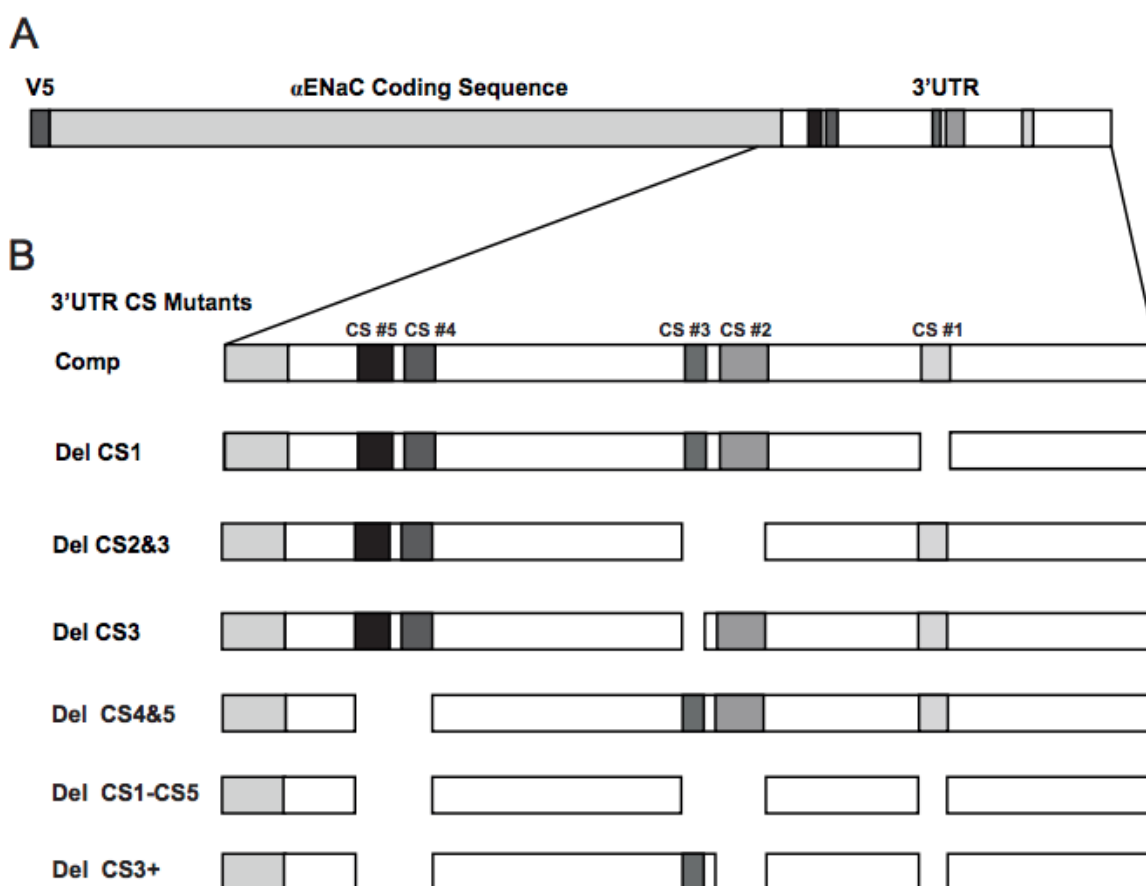 A
V5 αENaC Coding Sequence 3'UTR
B
3'UTR CS Mutants
CS #5 CS #4 CS #3 CS #2 CS #1
Comp
Del CS1
Del CS2&3
Del CS3
Del CS4&5
Del CS1-CS5
Del CS3+